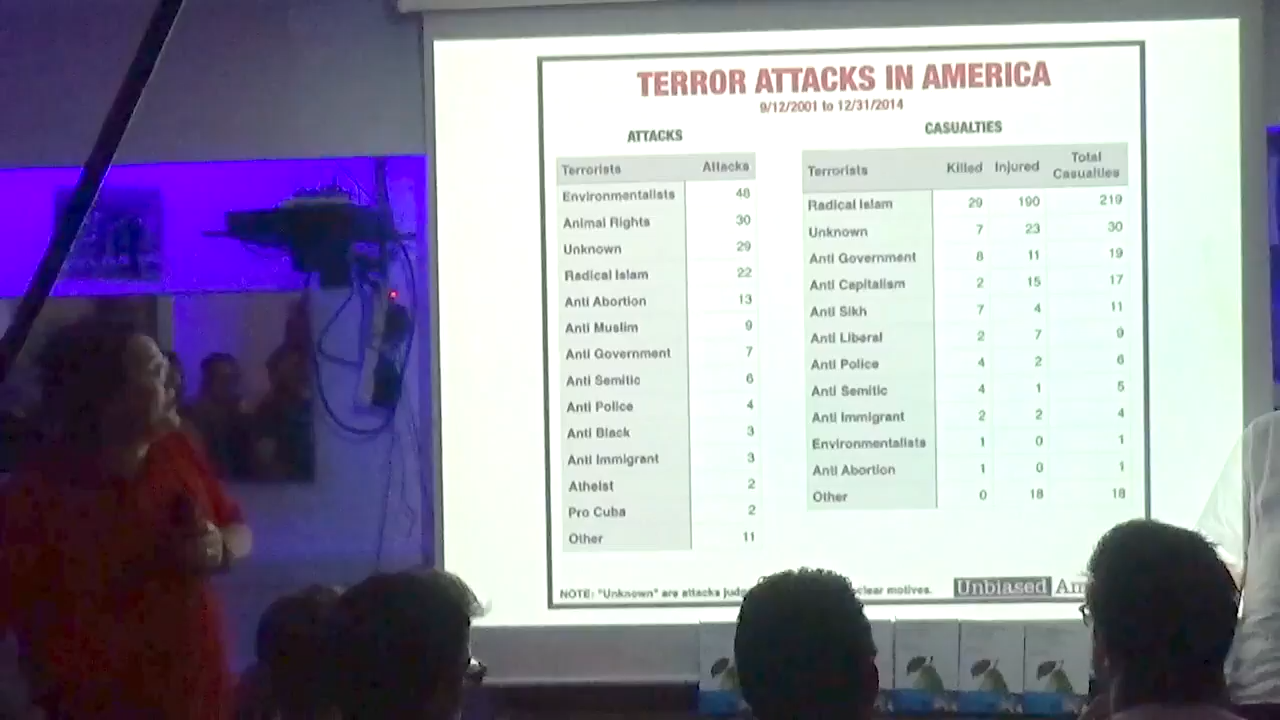 TERROR ATTACKS IN AMERICA
9/12/2001 to 12/31/2014
ATTACKS
Terrorists Attacks
Environmentalists 48
Animal Rights 30
Unknown 29
Radical Islam 22
Anti Abortion 13
Anti Muslim 9
Anti Government 7
Anti Semitic 6
Anti Police 4
Anti Black 3
Anti Immigrant 3
Atheist 2
Pro Cuba 2
Other 11
CASUALTIES
Terrorists Killed Injured Total Casualties
Radical Islam 29 190 219
Unknown 7 23 30
Anti Government 8 11 19
Anti Capitalism 2 15 17
Anti Sikh 7 4 11
Anti Liberal 2 7 9
Anti Police 4 2 6
Anti Semitic 4 1 5
Anti Immigrant 2 2 4
Environmentalists 1 0 1
Anti Abortion 1 0 1
Other 0 18 18
NOTE: "Unknown" are attacks clear motives.
Unbiased